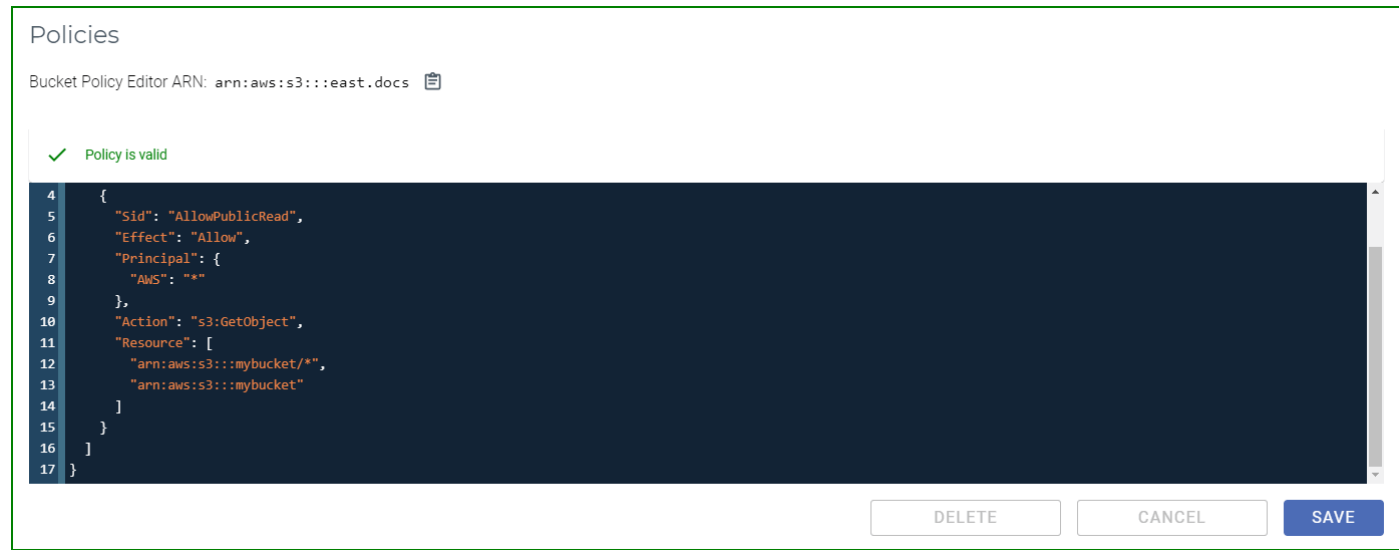 Policies
Bucket Policy Editor ARN: arn:aws:s3:::east.docs
Policy is valid
4 {
5 "Sid": "AllowPublicRead",
6 "Effect": "Allow",
7 "Principal": {
8 "AWS": "*"
9 },
10 "Action": "s3:GetObject",
11 "Resource": [
12 "arn:aws:s3:::mybucket/*",
13 "arn:aws:s3:::mybucket"
14 ]
15 }
16 ]
17 }
DELETE CANCEL SAVE